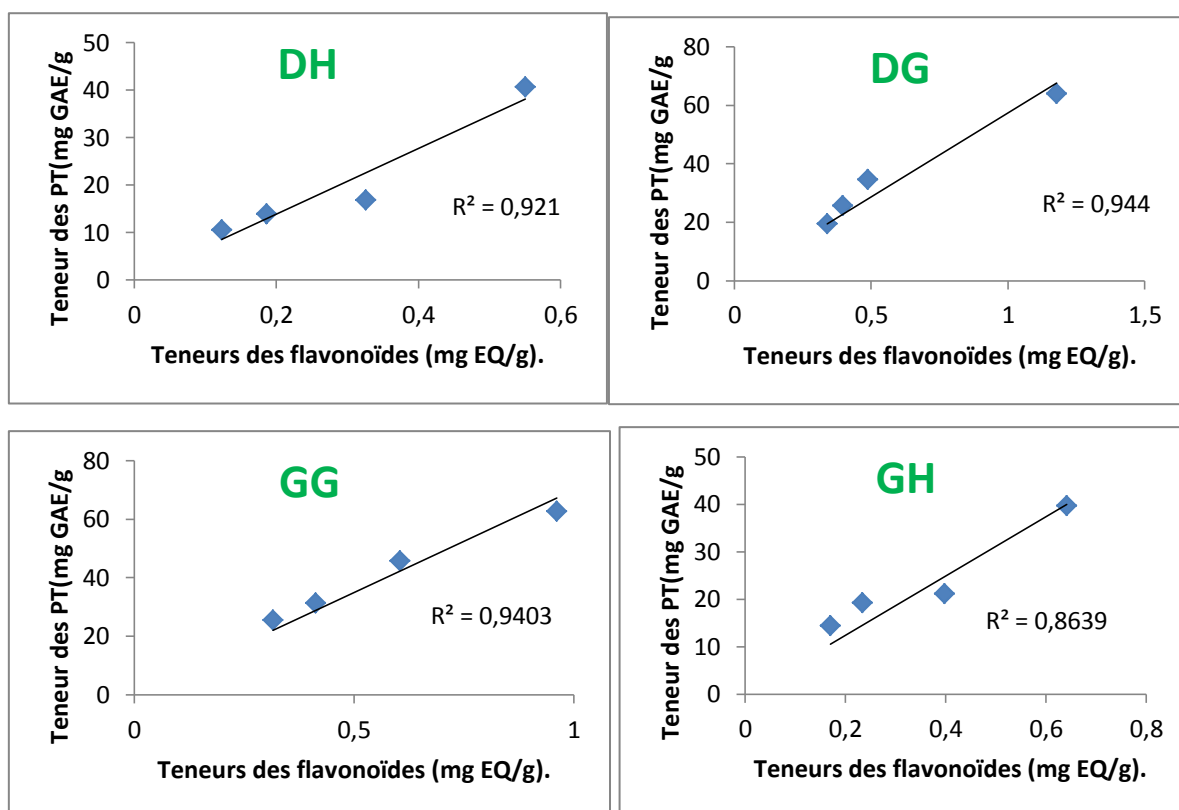 DH
Teneur des PT(mg GAE/g
50
40
30
20
10
0
R² = 0,921
0
0,2
0,4
0,6
Teneurs des flavonoïdes (mg EQ/g).
DG
Teneur des PT(mg GAE/g
80
60
40
20
0
R² = 0,944
0
0,5
1
1,5
Teneurs des flavonoïdes (mg EQ/g).
GG
Teneur des PT(mg GAE/g
80
60
40
20
0
R² = 0,9403
0
0,5
1
Teneurs des flavonoïdes (mg EQ/g).
GH
Teneur des PT(mg GAE/g
50
40
30
20
10
0
R² = 0,8639
0
0,2
0,4
0,6
0,8
Teneurs des flavonoïdes (mg EQ/g).